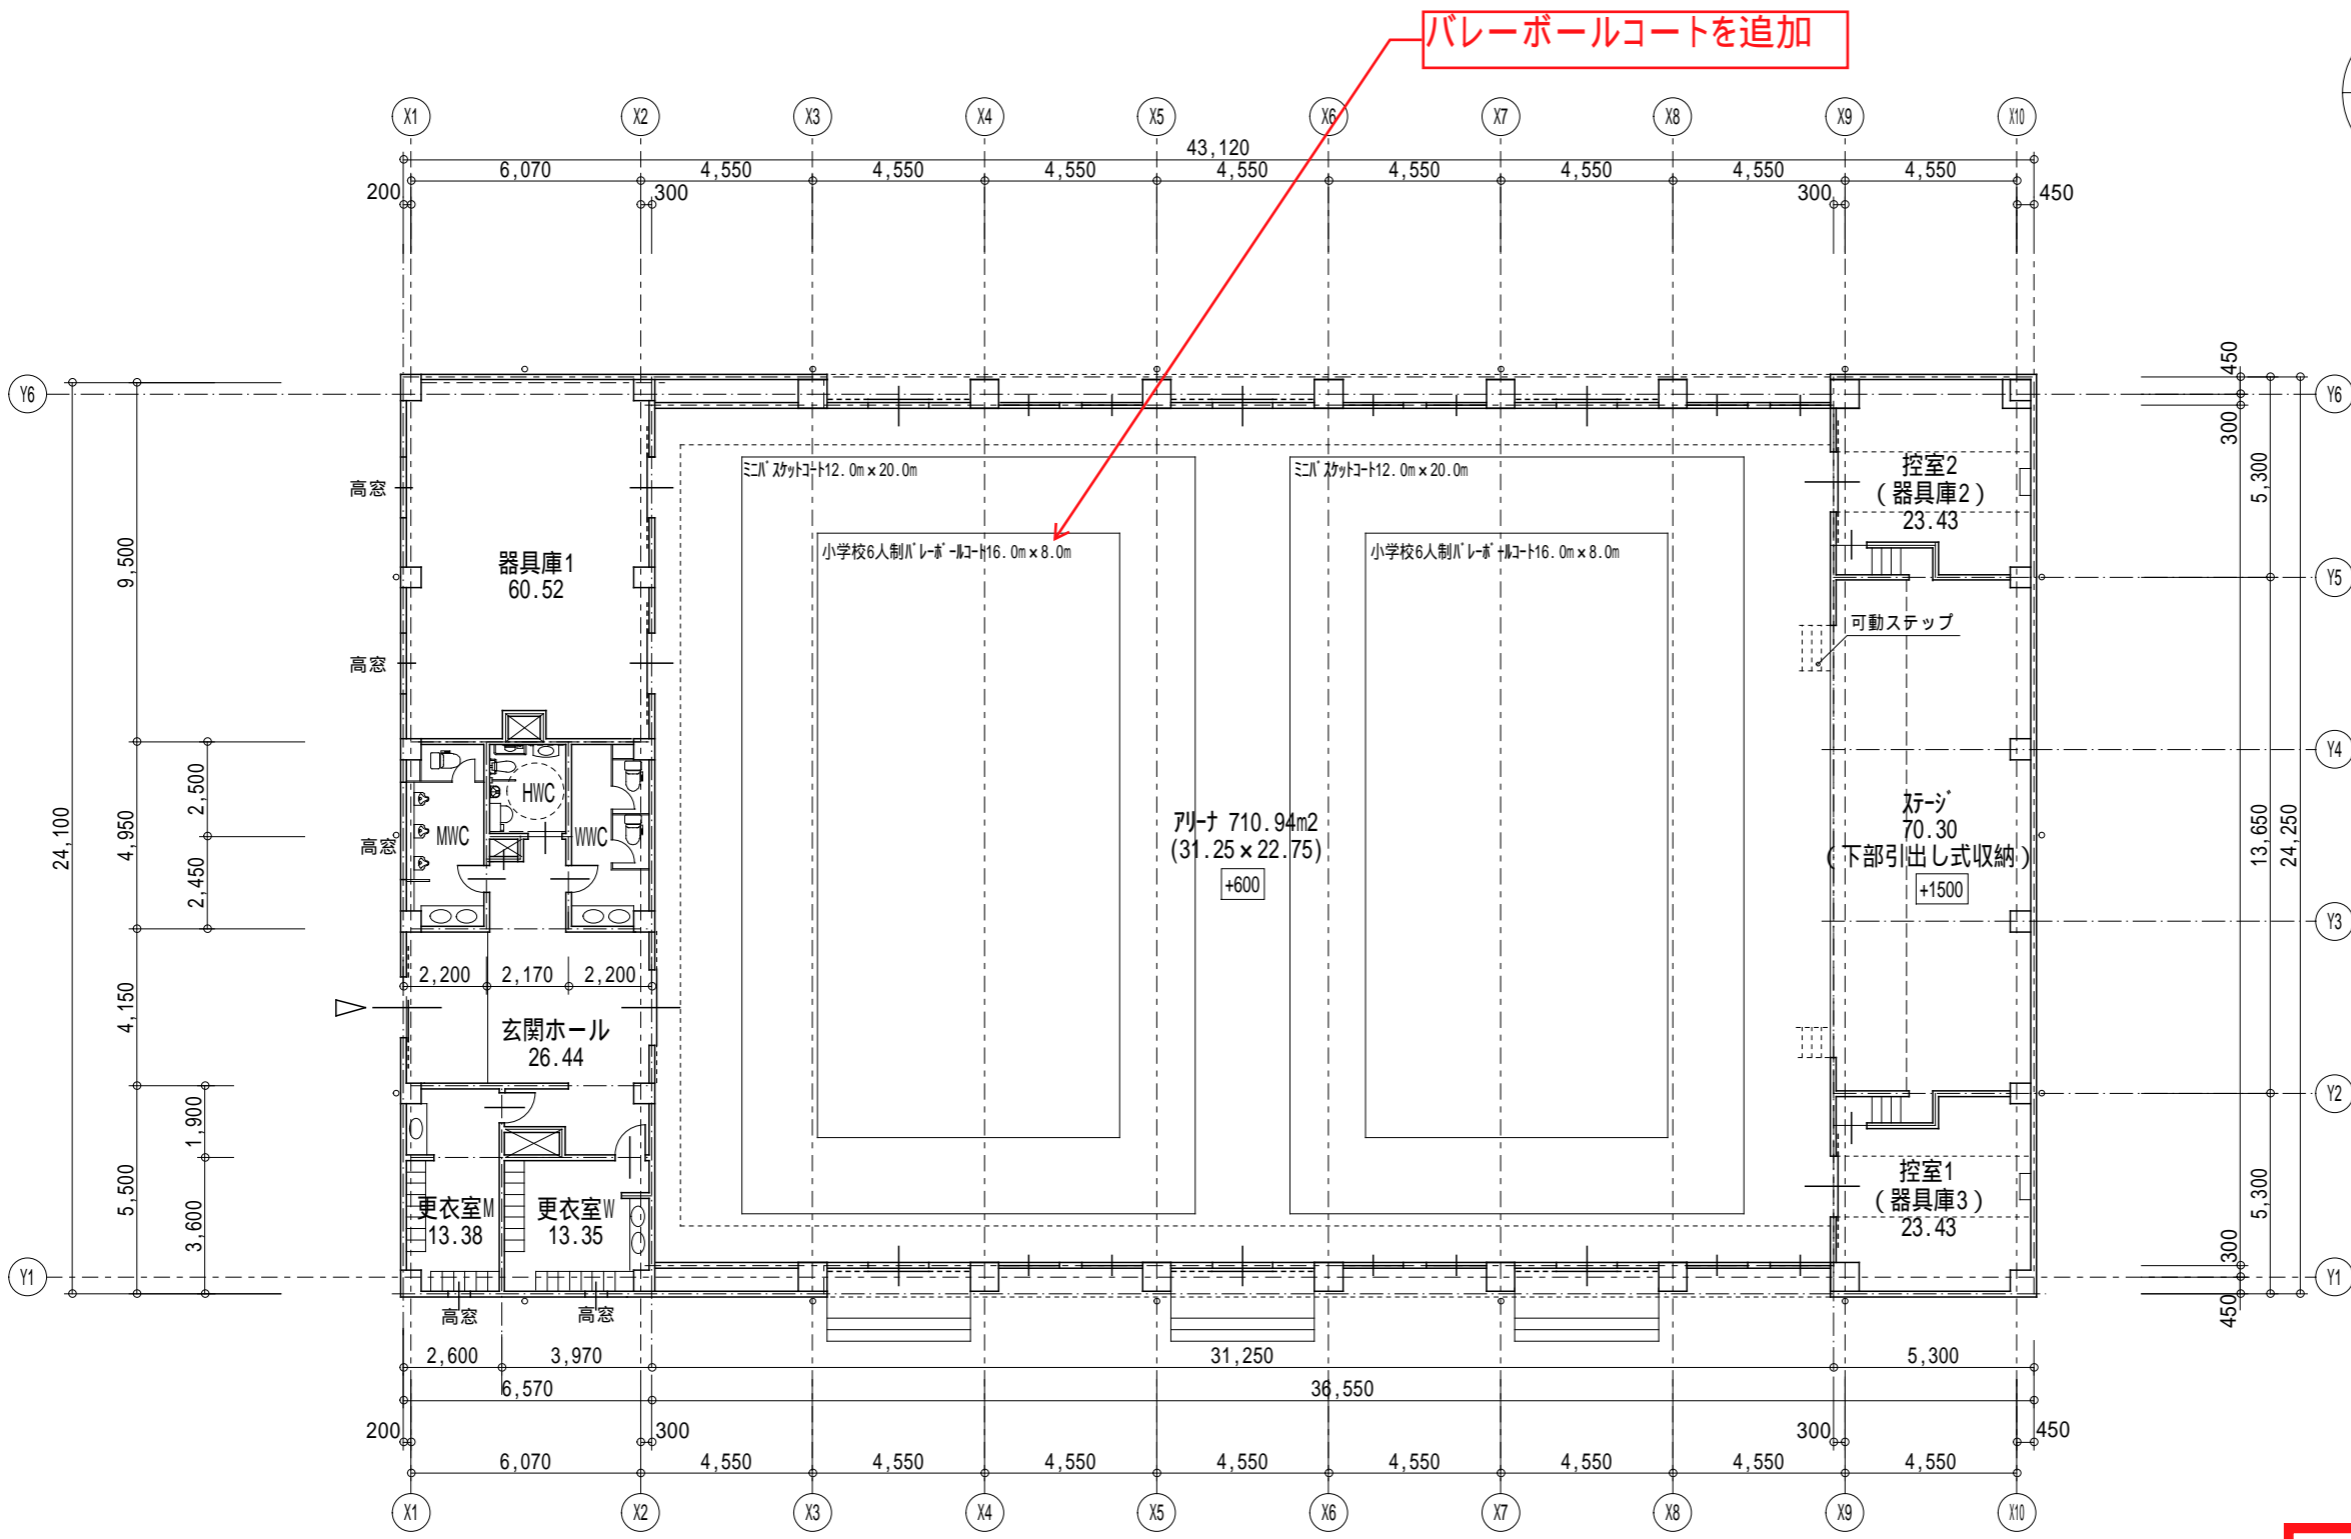 バレーボールコートを追加
X1 X2 X3 X4 X5 X6 X7 X8 X9 X10
43,120
6,070 4,550 4,550 4,550 4,550 4,550 4,550 4,550 4,550
200 300 300 450
Y6 Y6
450
300
ミニバスケットコート12.0m×20.0m ミニバスケットコート12.0m×20.0m
控室2
(器具庫2)
23.43
5,300
高窓
小学校6人制バレーボールコート16.0m×8.0m 小学校6人制バレーボールコート16.0m×8.0m
9,500
器具庫1
60.52
Y5
可動ステップ
高窓
Y4
2,500
HWC
MWC WWC
高窓
24,100
4,950
2,450
アリーナ 710.94m2
(31.25×22.75)
+600
ステージ
70.30
(下部引出し式収納)
+1500
13,650
24,250
Y3
2,200 2,170 2,200
4,150
玄関ホール
26.44
Y2
1,900
5,500
3,600
更衣室M
13.38
更衣室W
13.35
控室1
(器具庫3)
23.43
5,300
300
Y1 Y1
450
高窓 高窓
2,600 3,970 31,250 5,300
6,570 36,550
200 300 300 450
6,070 4,550 4,550 4,550 4,550 4,550 4,550 4,550 4,550
X1 X2 X3 X4 X5 X6 X7 X8 X9 X10